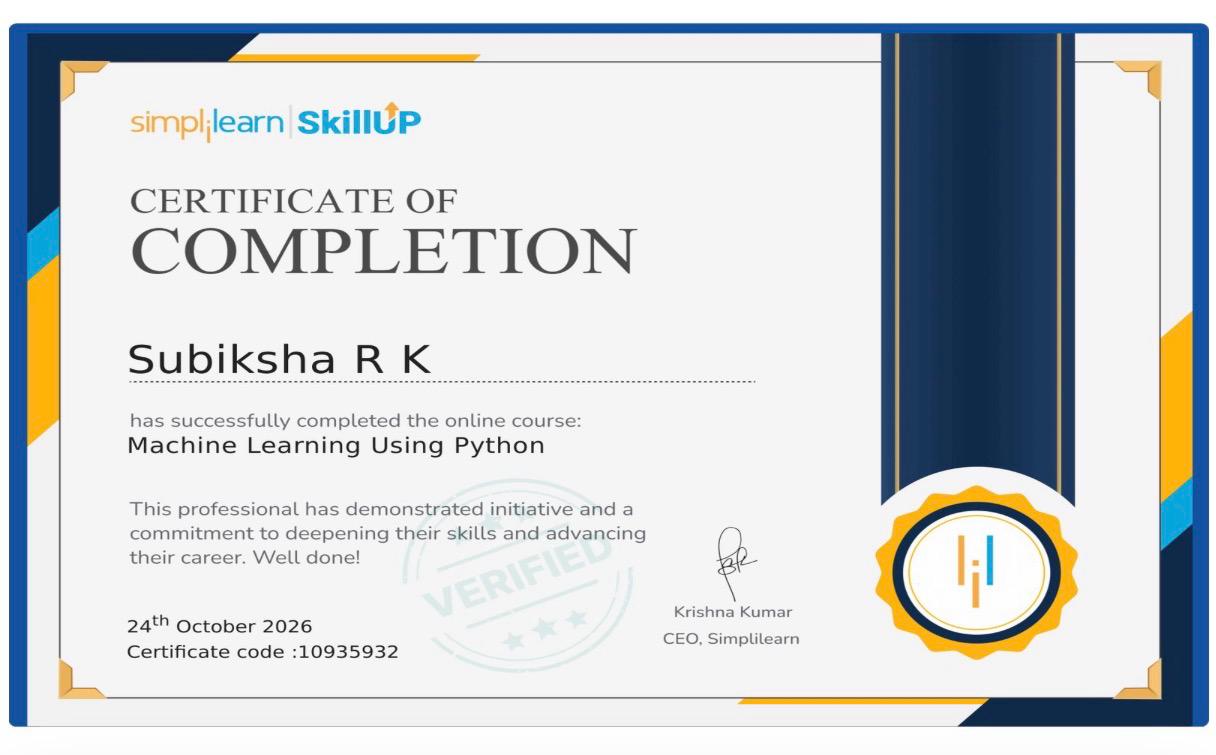 simplilearn | SkillUP
CERTIFICATE OF
COMPLETION
Subiksha R K
has successfully completed the online course:
Machine Learning Using Python
This professional has demonstrated initiative and a
commitment to deepening their skills and advancing
their career. Well done!
VERIFIED
24th October 2026
Certificate code :10935932
Krishna Kumar
CEO, Simplilearn